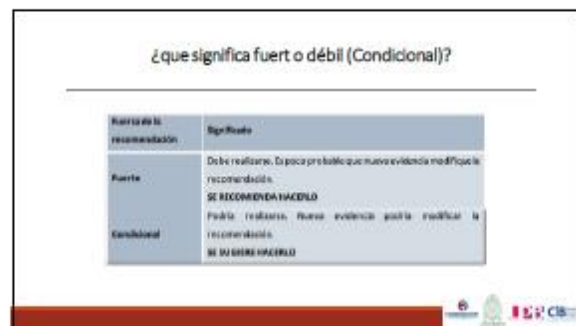 ¿que significa fuert o débil (Condicional)?
Fuerza de la
recomendación
Significado
Fuerte
Debe realizarse. Es poco probable que nueva evidencia modifique la
recomendación.
SE RECOMIENDA HACERLO
Condicional
Podría realizarse. Nueva evidencia podría modificar la
recomendación.
SE SUGIERE HACERLO